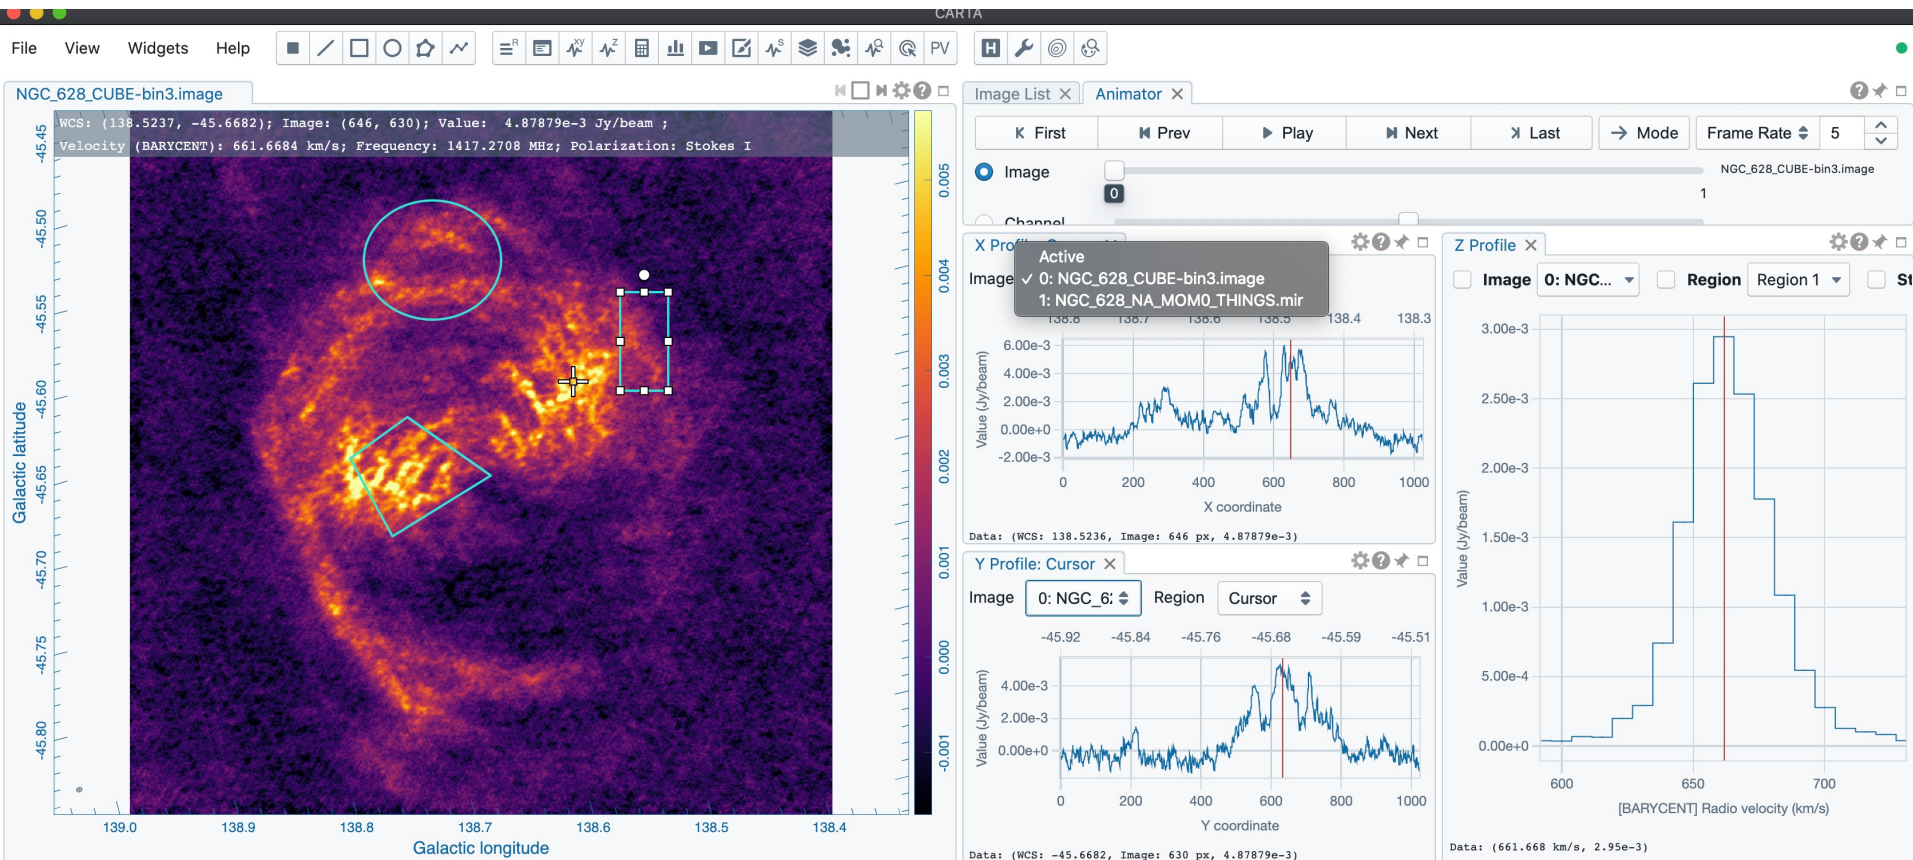 CARTA
File View Widgets Help
R
XY
Z
S
PV
H
NGC_628_CUBE-bin3.image
WCS: (138.5237, -45.6682); Image: (646, 630); Value:  4.87879e-3 Jy/beam ;
Velocity (BARYCENT): 661.6684 km/s; Frequency: 1417.2708 MHz; Polarization: Stokes I
Galactic latitude
-45.45
-45.50
-45.55
-45.60
-45.65
-45.70
-45.75
-45.80
139.0 138.9 138.8 138.7 138.6 138.5 138.4
Galactic longitude
0.005
0.004
0.003
0.002
0.001
0.000
-0.001
Image List Animator
First Prev Play Next Last Mode Frame Rate 5
Image NGC_628_CUBE-bin3.image
0 1
Channel
X Prof
Image
Active
✓ 0: NGC_628_CUBE-bin3.image
1: NGC_628_NA_MOM0_THINGS.mir
138.8 138.7 138.6 138.5 138.4 138.3
Value (Jy/beam)
6.00e-3
4.00e-3
2.00e-3
0.00e+0
-2.00e-3
0 200 400 600 800 1000
X coordinate
Data: (WCS: 138.5236, Image: 646 px, 4.87879e-3)
Y Profile: Cursor
Image 0: NGC_62 Region Cursor
-45.92 -45.84 -45.76 -45.68 -45.59 -45.51
Value (Jy/beam)
4.00e-3
2.00e-3
0.00e+0
0 200 400 600 800 1000
Y coordinate
Data: (WCS: -45.6682, Image: 630 px, 4.87879e-3)
Z Profile
Image 0: NGC... Region Region 1 St
Value (Jy/beam)
3.00e-3
2.50e-3
2.00e-3
1.50e-3
1.00e-3
5.00e-4
0.00e+0
600 650 700
[BARYCENT] Radio velocity (km/s)
Data: (661.668 km/s, 2.95e-3)